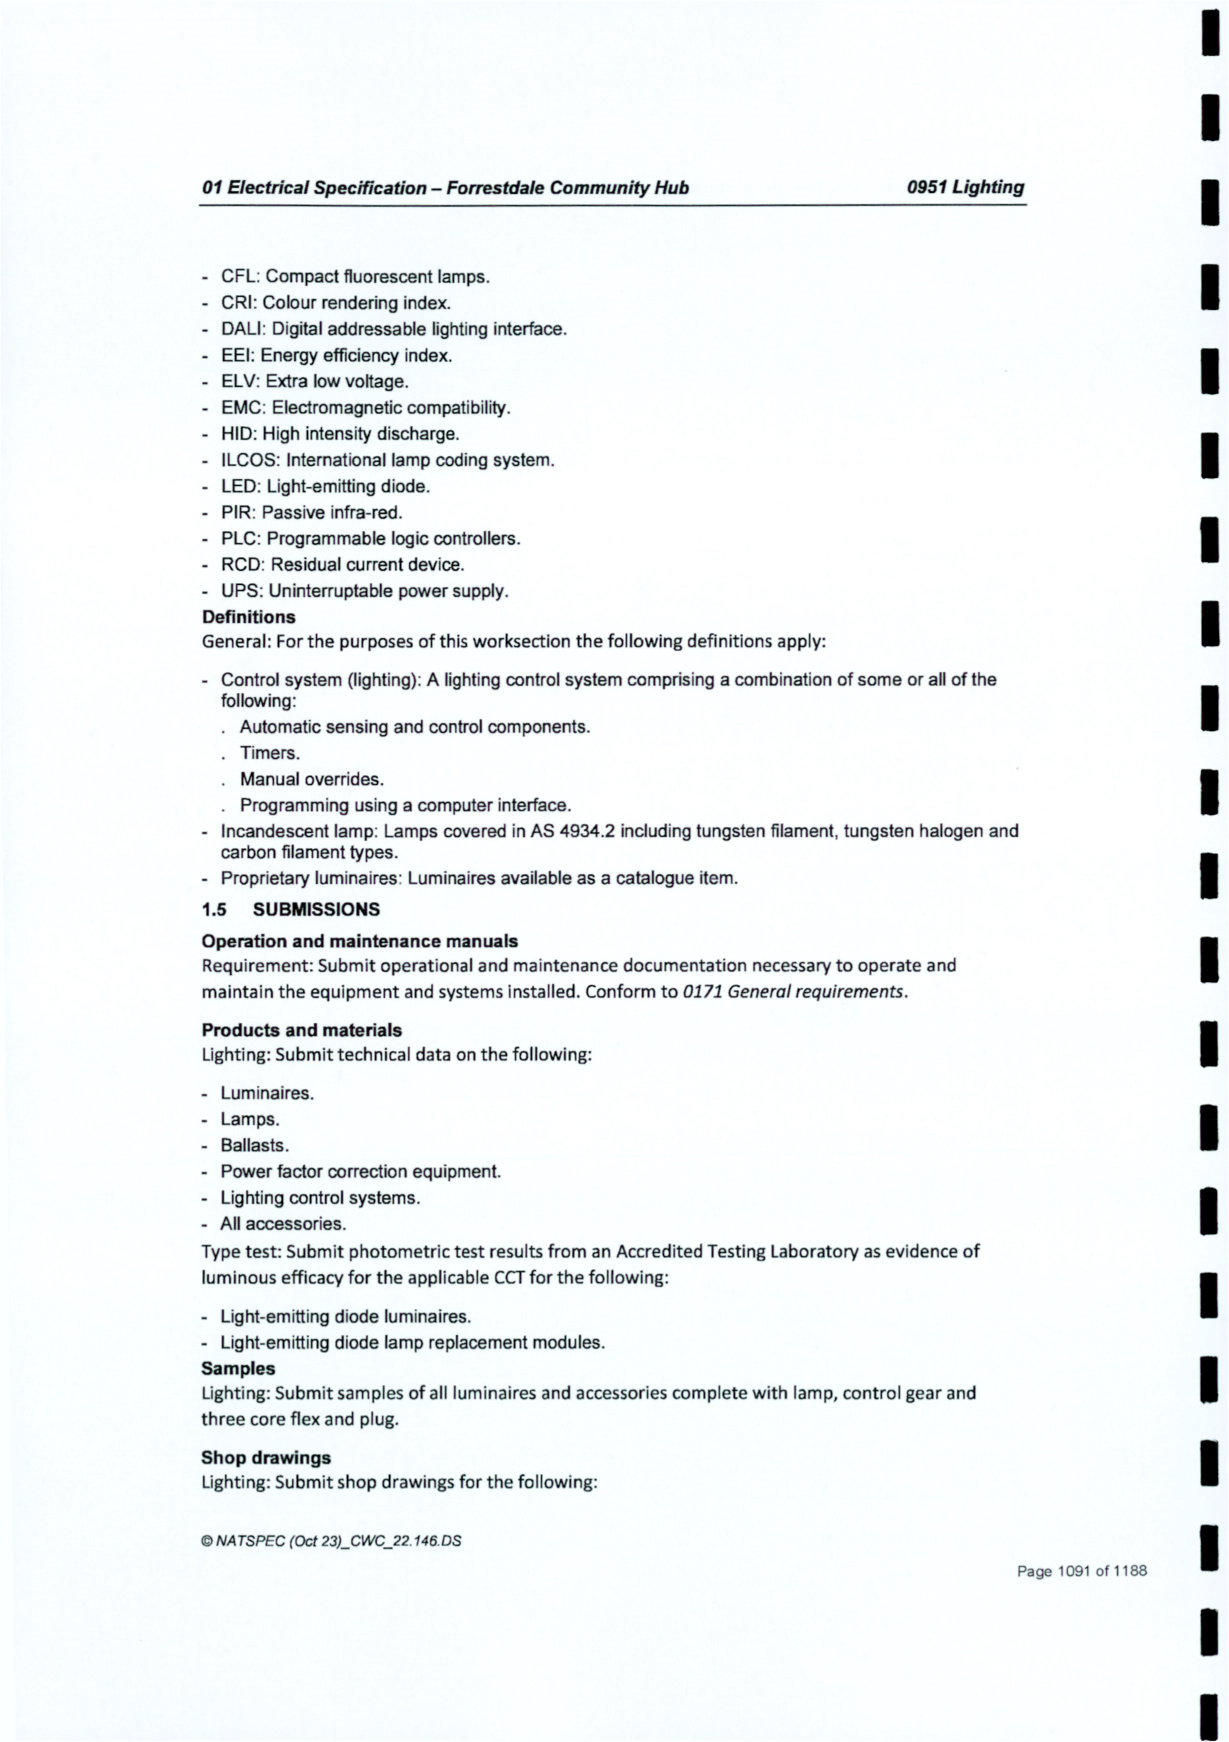 01 Electrical Specification – Forrestdale Community Hub 0951 Lighting
- CFL: Compact fluorescent lamps.
- CRI: Colour rendering index.
- DALI: Digital addressable lighting interface.
- EEI: Energy efficiency index.
- ELV: Extra low voltage.
- EMC: Electromagnetic compatibility.
- HID: High intensity discharge.
- ILCOS: International lamp coding system.
- LED: Light-emitting diode.
- PIR: Passive infra-red.
- PLC: Programmable logic controllers.
- RCD: Residual current device.
- UPS: Uninterruptable power supply.
Definitions
General: For the purposes of this worksection the following definitions apply:
- Control system (lighting): A lighting control system comprising a combination of some or all of the
following:
. Automatic sensing and control components.
. Timers.
. Manual overrides.
. Programming using a computer interface.
- Incandescent lamp: Lamps covered in AS 4934.2 including tungsten filament, tungsten halogen and
carbon filament types.
- Proprietary luminaires: Luminaires available as a catalogue item.
1.5 SUBMISSIONS
Operation and maintenance manuals
Requirement: Submit operational and maintenance documentation necessary to operate and
maintain the equipment and systems installed. Conform to 0171 General requirements.
Products and materials
Lighting: Submit technical data on the following:
- Luminaires.
- Lamps.
- Ballasts.
- Power factor correction equipment.
- Lighting control systems.
- All accessories.
Type test: Submit photometric test results from an Accredited Testing Laboratory as evidence of
luminous efficacy for the applicable CCT for the following:
- Light-emitting diode luminaires.
- Light-emitting diode lamp replacement modules.
Samples
Lighting: Submit samples of all luminaires and accessories complete with lamp, control gear and
three core flex and plug.
Shop drawings
Lighting: Submit shop drawings for the following:
© NATSPEC (Oct 23)_CWC_22.146.DS
Page 1091 of 1188